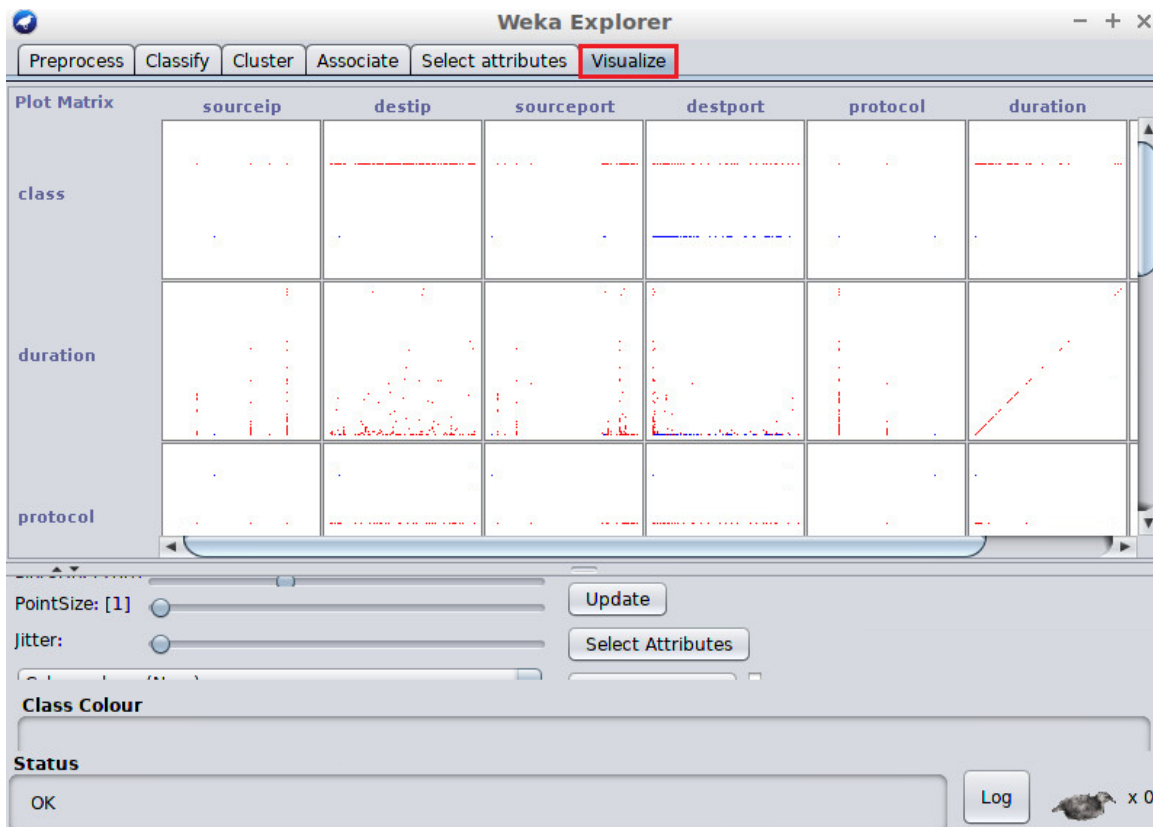 Weka Explorer
Preprocess Classify Cluster Associate Select attributes Visualize
Plot Matrix sourceip destip sourceport destport protocol duration
class
duration
protocol
PointSize: [1] Update
Jitter: Select Attributes
Class Colour
Status
OK Log x 0